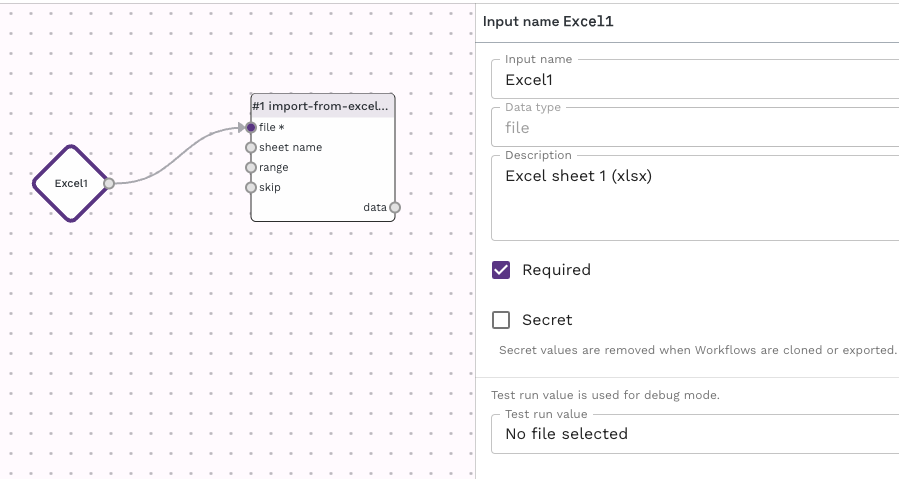 Excel1
#1 import-from-excel...
file *
sheet name
range
skip
data
Input name Excel1
Input name
Excel1
Data type
file
Description
Excel sheet 1 (xlsx)
Required
Secret
Secret values are removed when Workflows are cloned or exported.
Test run value is used for debug mode.
Test run value
No file selected